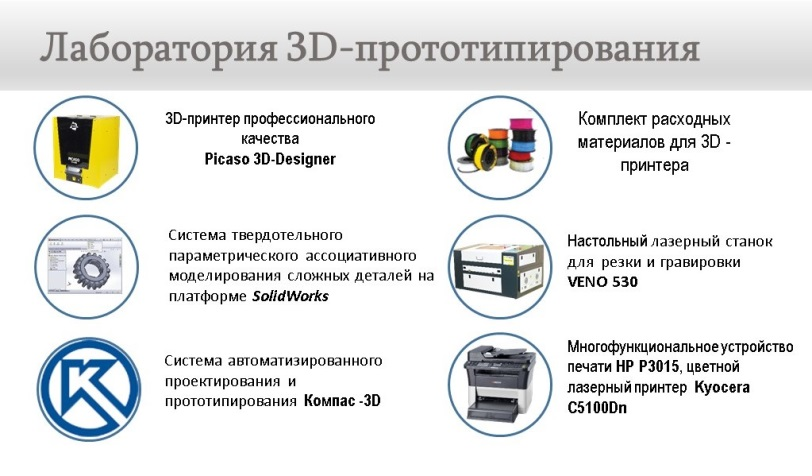 Лаборатория 3D-прототипирования
3D-принтер профессионального
качества
Picaso 3D-Designer
Система твердотельного
параметрического ассоциативного
моделирования сложных деталей на
платформе SolidWorks
Система автоматизированного
проектирования и
прототипирования Компас -3D
Комплект расходных
материалов для 3D -
принтера
Настольный лазерный станок
для резки и гравировки
VENO 530
Многофункциональное устройство
печати HP P3015, цветной
лазерный принтер Kyocera
C5100Dn